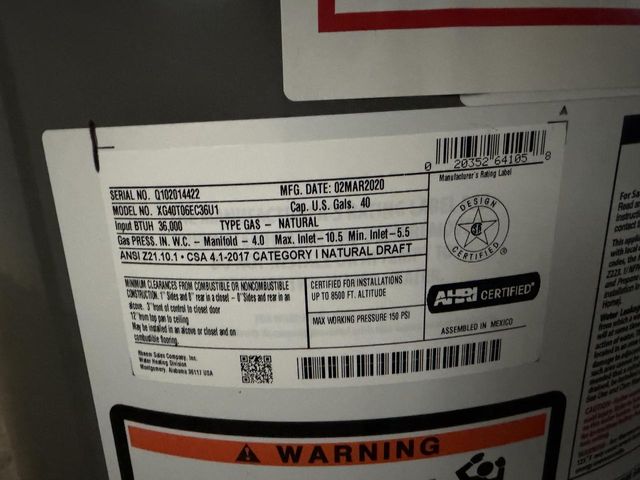 A
0 20352 64105 8
Manufacturer's Rating Label
SERIAL NO. Q102014422 MFG. DATE: 02MAR2020
MODEL NO. XG40T06EC36U1 Cap. U.S. Gals. 40
Input BTUH 36,000 TYPE GAS - NATURAL
Gas PRESS. IN. W.C. - Manifold - 4.0 Max. Inlet-10.5 Min. Inlet-5.5
ANSI Z21.10.1 • CSA 4.1-2017 CATEGORY I NATURAL DRAFT
DESIGN
CERTIFIED
MINIMUM CLEARANCES FROM COMBUSTIBLE OR NONCOMBUSTIBLE
CONSTRUCTION. 1" Sides and 0" rear in a closet - 0" Sides and rear in an
alcove. 3" front of control to closet door
12" from top pan to ceiling
May be installed in an alcove or closet and on
combustible flooring.
CERTIFIED FOR INSTALLATIONS
UP TO 8500 FT. ALTITUDE
MAX WORKING PRESSURE 150 PSI
AHRI CERTIFIED®
ASSEMBLED IN MEXICO
Rheem Sales Company, Inc.
Water Heating Division
Montgomery, Alabama 36117 USA
WARNING
For Your
Read an
instruct
contact